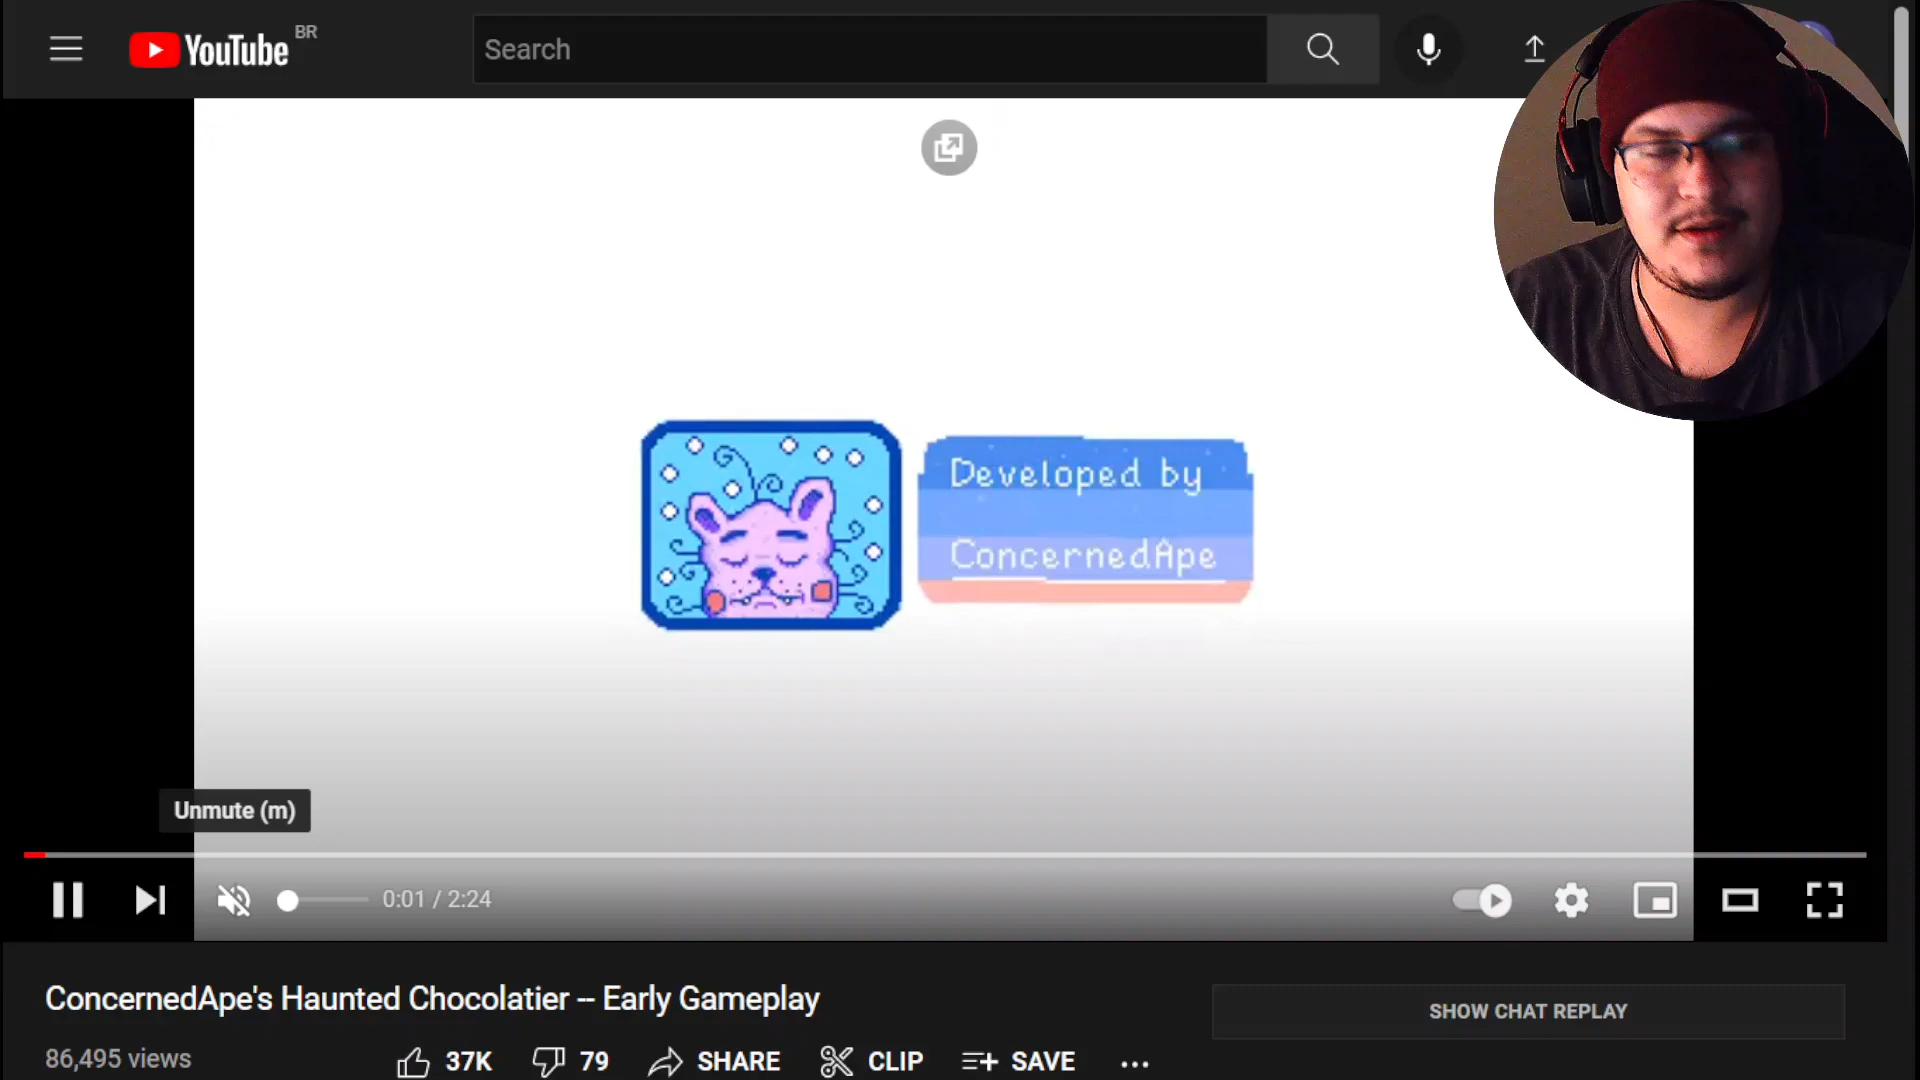 YouTube BR
Search
Developed by
ConcernedApe
Unmute (m)
0:01 / 2:24
ConcernedApe's Haunted Chocolatier -- Early Gameplay
SHOW CHAT REPLAY
86,495 views
37K
79
SHARE
CLIP
SAVE